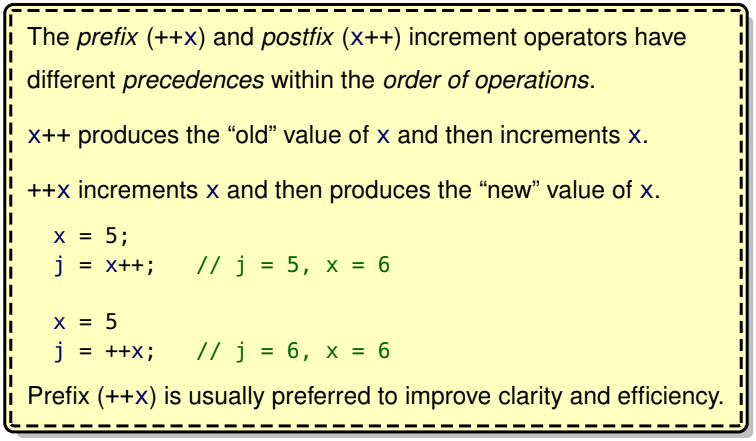 The prefix (++x) and postfix (x++) increment operators have
different precedences within the order of operations.
x++ produces the “old” value of x and then increments x.
++x increments x and then produces the “new” value of x.
x = 5;
j = x++;   // j = 5, x = 6
x = 5
j = ++x;   // j = 6, x = 6
Prefix (++x) is usually preferred to improve clarity and efficiency.